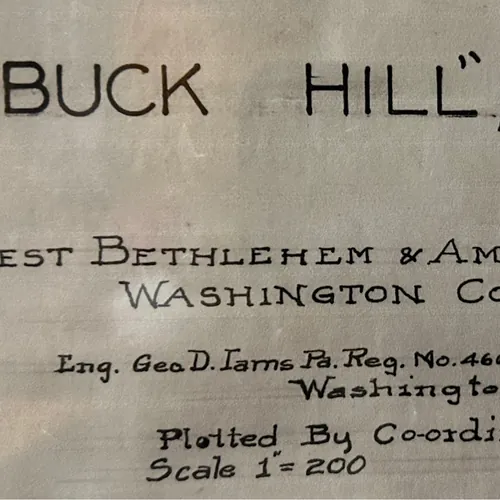 BUCK HILL",
EST BETHLEHEM & AM
WASHINGTON CO
Eng. Geo D. Iams Pa. Reg. No. 460
Washingto
Plotted By Co-ordi
Scale 1"= 200